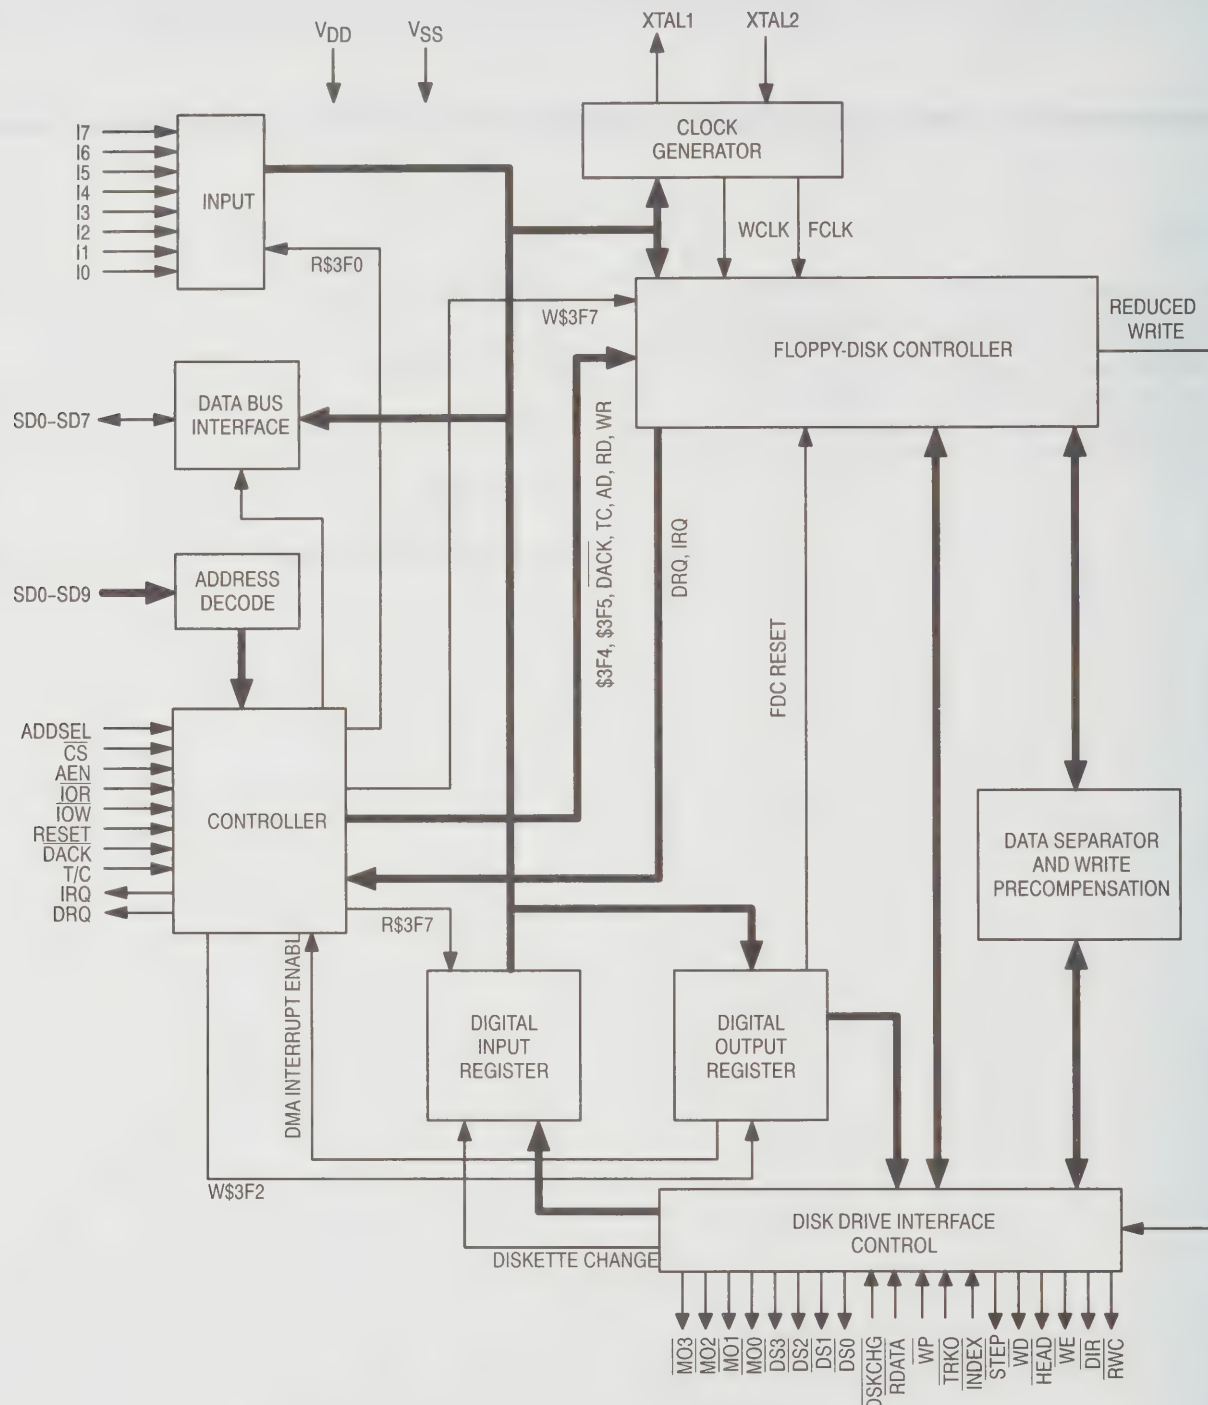 XTAL1 XTAL2
VDD VSS
CLOCK
GENERATOR
I7
I6
I5
I4
I3
I2
I1
I0
INPUT
R$3F0
WCLK FCLK
W$3F7
FLOPPY-DISK CONTROLLER
REDUCED
WRITE
SD0–SD7
DATA BUS
INTERFACE
SD0–SD9
ADDRESS
DECODE
$3F4, $3F5, DACK, TC, AD, RD, WR
DRQ, IRQ
FDC RESET
ADDSEL
CS
AEN
IOR
IOW
RESET
DACK
T/C
IRQ
DRQ
CONTROLLER
DATA SEPARATOR
AND WRITE
PRECOMPENSATION
R$3F7
DMA INTERRUPT ENABL
DIGITAL
INPUT
REGISTER
DIGITAL
OUTPUT
REGISTER
W$3F2
DISKETTE CHANGE
DISK DRIVE INTERFACE
CONTROL
MO3
MO2
MO1
MO0
DS3
DS2
DS1
DS0
DSKCHG
RDATA
WP
TRKO
INDEX
STEP
WD
HEAD
WE
DIR
RWC